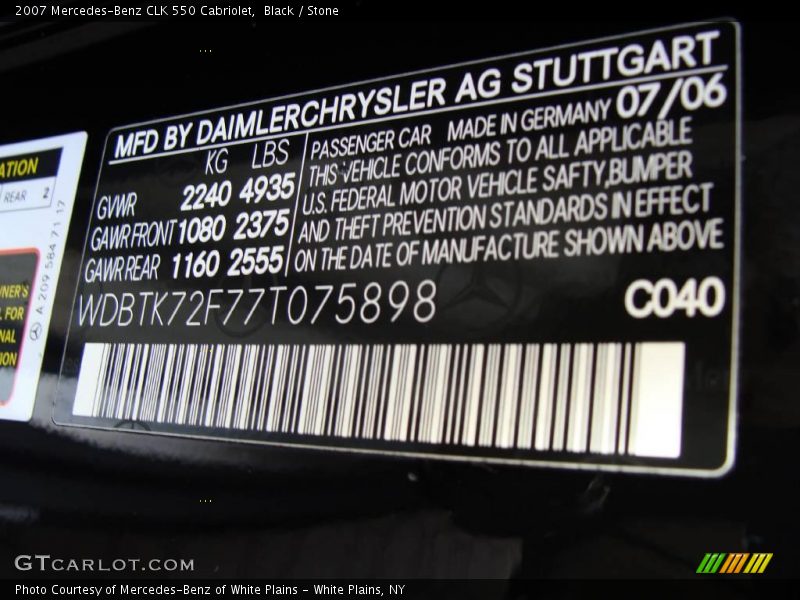 2007 Mercedes-Benz CLK 550 Cabriolet,  Black / Stone
MFD BY DAIMLERCHRYSLER AG STUTTGART
KG LBS
GVWR 2240 4935
GAWR FRONT 1080 2375
GAWR REAR 1160 2555
PASSENGER CAR MADE IN GERMANY 07/06
THIS VEHICLE CONFORMS TO ALL APPLICABLE
U.S. FEDERAL MOTOR VEHICLE SAFTY, BUMPER
AND THEFT PREVENTION STANDARDS IN EFFECT
ON THE DATE OF MANUFACTURE SHOWN ABOVE
WDBTK72F77T075898
C040
REAR 2
A 209 584 71 17
FOR
GTCARLOT.COM
Photo Courtesy of Mercedes-Benz of White Plains - White Plains, NY